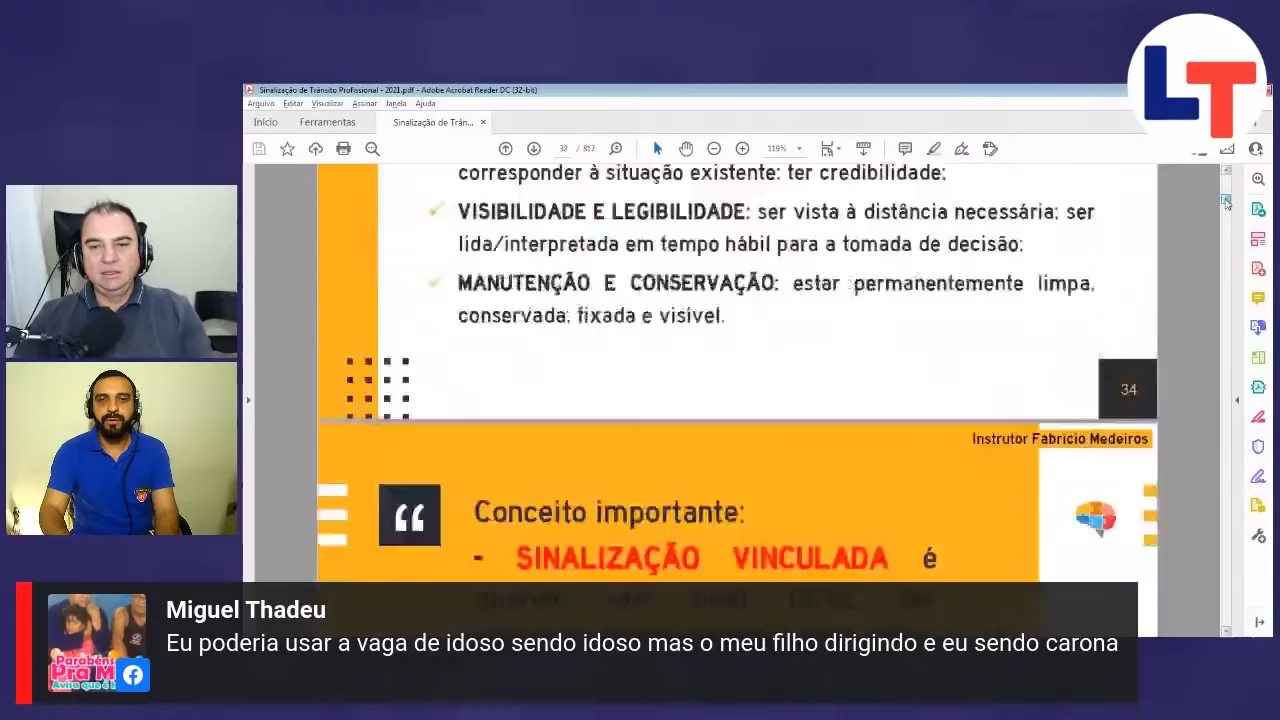 LT
Sinalização de Trânsito Profissional - 2021.pdf - Adobe Acrobat Reader DC (32-bit)
Arquivo Editar Visualizar Assinar Janela Ajuda
Início Ferramentas Sinalização de Trân... ×
32 / 817 119%
corresponder à situação existente; ter credibilidade;
VISIBILIDADE E LEGIBILIDADE: ser vista à distância necessária; ser
lida/interpretada em tempo hábil para a tomada de decisão;
MANUTENÇÃO E CONSERVAÇÃO: estar permanentemente limpa,
conservada, fixada e visível.
34
Instrutor Fabricio Medeiros
Conceito importante:
- SINALIZAÇÃO VINCULADA é
Miguel Thadeu
Eu poderia usar a vaga de idoso sendo idoso mas o meu filho dirigindo e eu sendo carona
Parabéns
Pra M